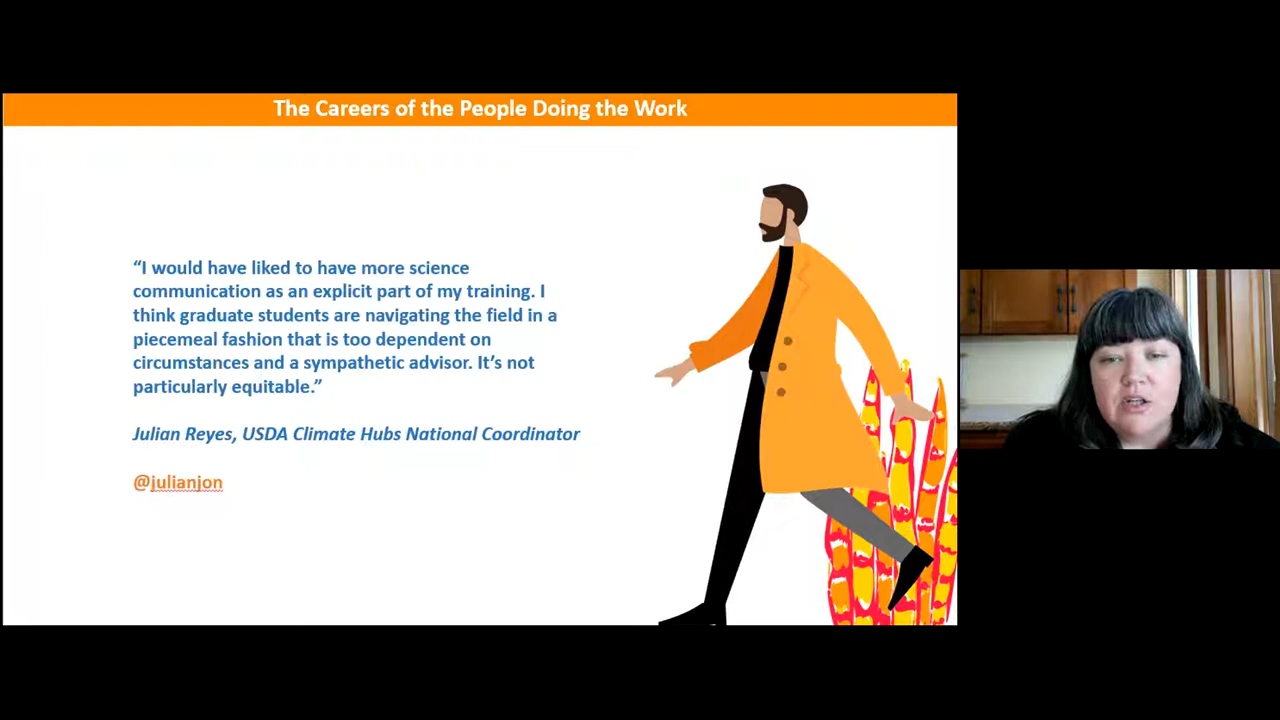 The Careers of the People Doing the Work
“I would have liked to have more science
communication as an explicit part of my training. I
think graduate students are navigating the field in a
piecemeal fashion that is too dependent on
circumstances and a sympathetic advisor. It’s not
particularly equitable.”
Julian Reyes, USDA Climate Hubs National Coordinator
@julianjon